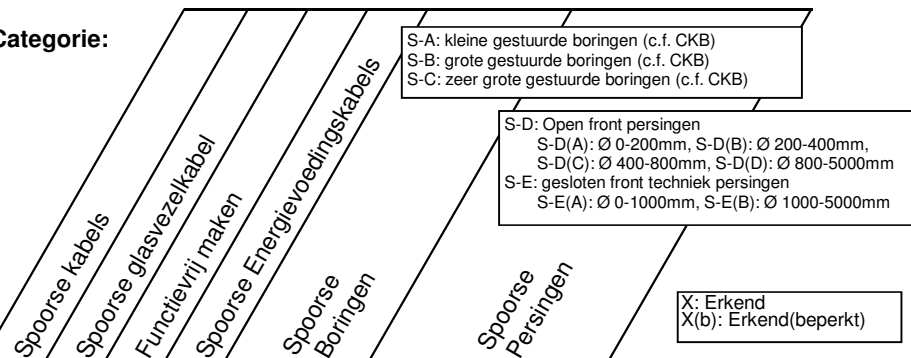 Categorie:
Spoorse kabels
Spoorse glasvezelkabel
Functievrij maken
Spoorse Energievoedingskabels
Spoorse
Boringen
Spoorse
Persingen
S-A: kleine gestuurde boringen (c.f. CKB)
S-B: grote gestuurde boringen (c.f. CKB)
S-C: zeer grote gestuurde boringen (c.f. CKB)
S-D: Open front persingen
S-D(A): Ø 0-200mm, S-D(B): Ø 200-400mm,
S-D(C): Ø 400-800mm, S-D(D): Ø 800-5000mm
S-E: gesloten front techniek persingen
S-E(A): Ø 0-1000mm, S-E(B): Ø 1000-5000mm
X: Erkend
X(b): Erkend(beperkt)